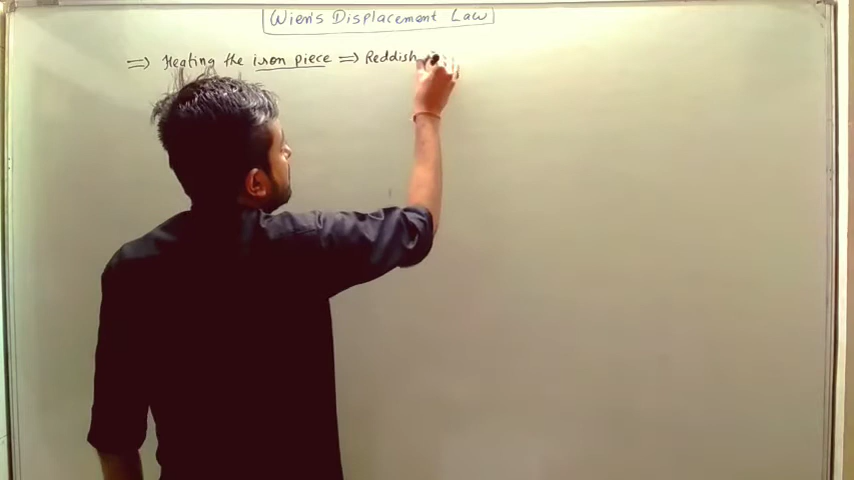 Wien's Displacement Law
=> Heating the iron piece => Reddish